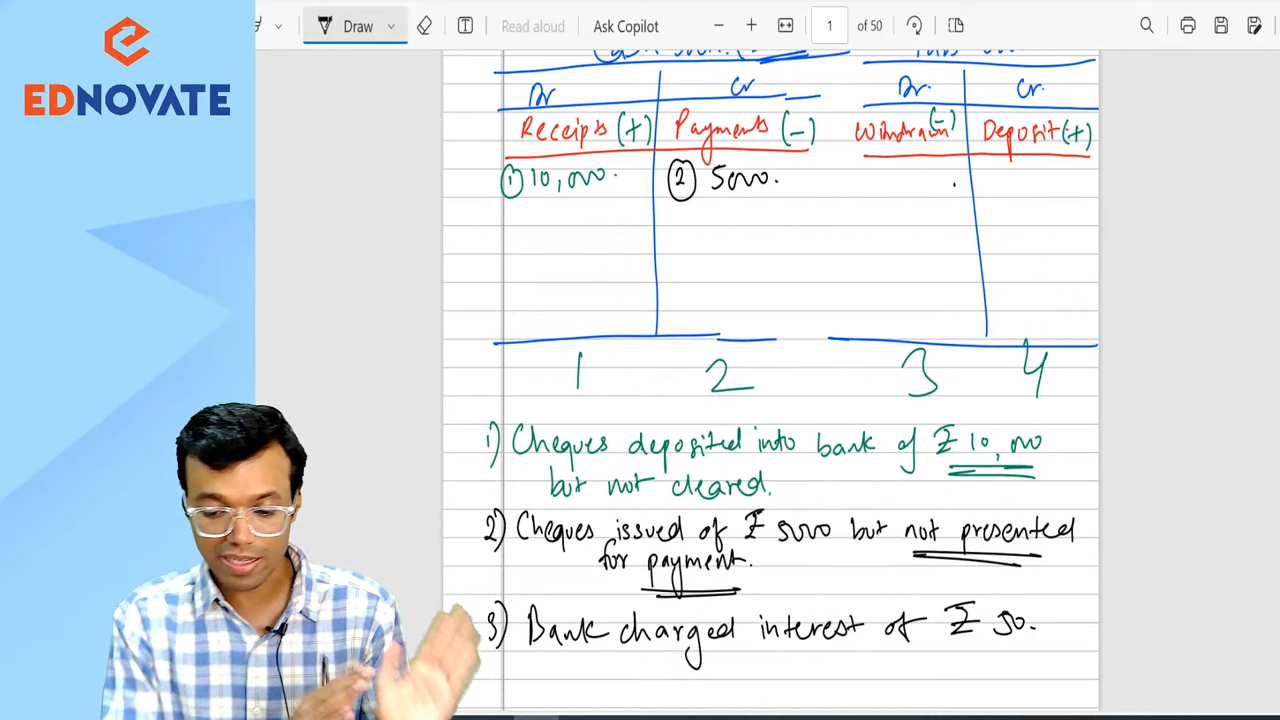 EDNOVATE
Draw
Read aloud
Ask Copilot
1 of 50
Dr Cr Dr. Cr.
Receipts (+) Payments (-) Withdrawn (-) Deposit (+)
① 10,000. ② 5000.
1 2 3 4
1) Cheques deposited into bank of ₹ 10,000
but not cleared.
2) Cheques issued of ₹ 5000 but not presented
for payment.
3) Bank charged interest of ₹ 50.